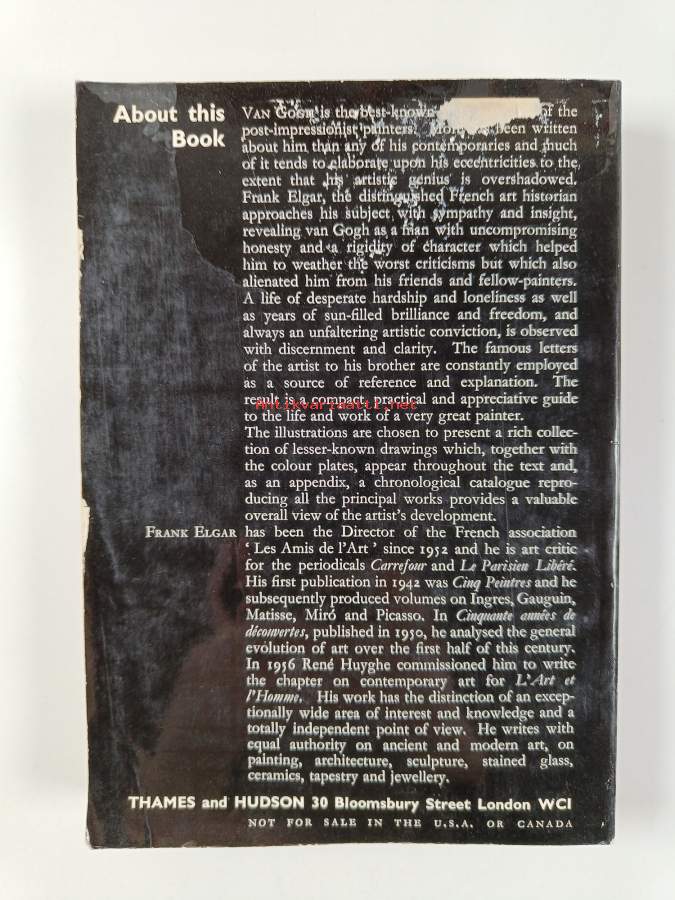 About this
Book
VAN GOGH is the best-known of the
post-impressionist painters. More has been written
about him than any of his contemporaries and much
of it tends to elaborate upon his eccentricities to the
extent that his artistic genius is overshadowed.
Frank Elgar, the distinguished French art historian
approaches his subject with sympathy and insight,
revealing van Gogh as a man with uncompromising
honesty and a rigidity of character which helped
him to weather the worst criticisms but which also
alienated him from his friends and fellow-painters.
A life of desperate hardship and loneliness as well
as years of sun-filled brilliance and freedom, and
always an unfaltering artistic conviction, is observed
with discernment and clarity. The famous letters
of the artist to his brother are constantly employed
as a source of reference and explanation. The
result is a compact, practical and appreciative guide
Antikvariaatti.net
to the life and work of a very great painter.
The illustrations are chosen to present a rich collec-
tion of lesser-known drawings which, together with
the colour plates, appear throughout the text and,
as an appendix, a chronological catalogue repro-
ducing all the principal works provides a valuable
overall view of the artist's development.
FRANK ELGAR has been the Director of the French association
'Les Amis de l'Art' since 1952 and he is art critic
for the periodicals Carrefour and Le Parisien Libéré.
His first publication in 1942 was Cinq Peintres and he
subsequently produced volumes on Ingres, Gauguin,
Matisse, Miró and Picasso. In Cinquante années de
découvertes, published in 1950, he analysed the general
evolution of art over the first half of this century.
In 1956 René Huyghe commissioned him to write
the chapter on contemporary art for L'Art et
l'Homme. His work has the distinction of an excep-
tionally wide area of interest and knowledge and a
totally independent point of view. He writes with
equal authority on ancient and modern art, on
painting, architecture, sculpture, stained glass,
ceramics, tapestry and jewellery.
THAMES and HUDSON 30 Bloomsbury Street London WC1
NOT FOR SALE IN THE U.S.A. OR CANADA